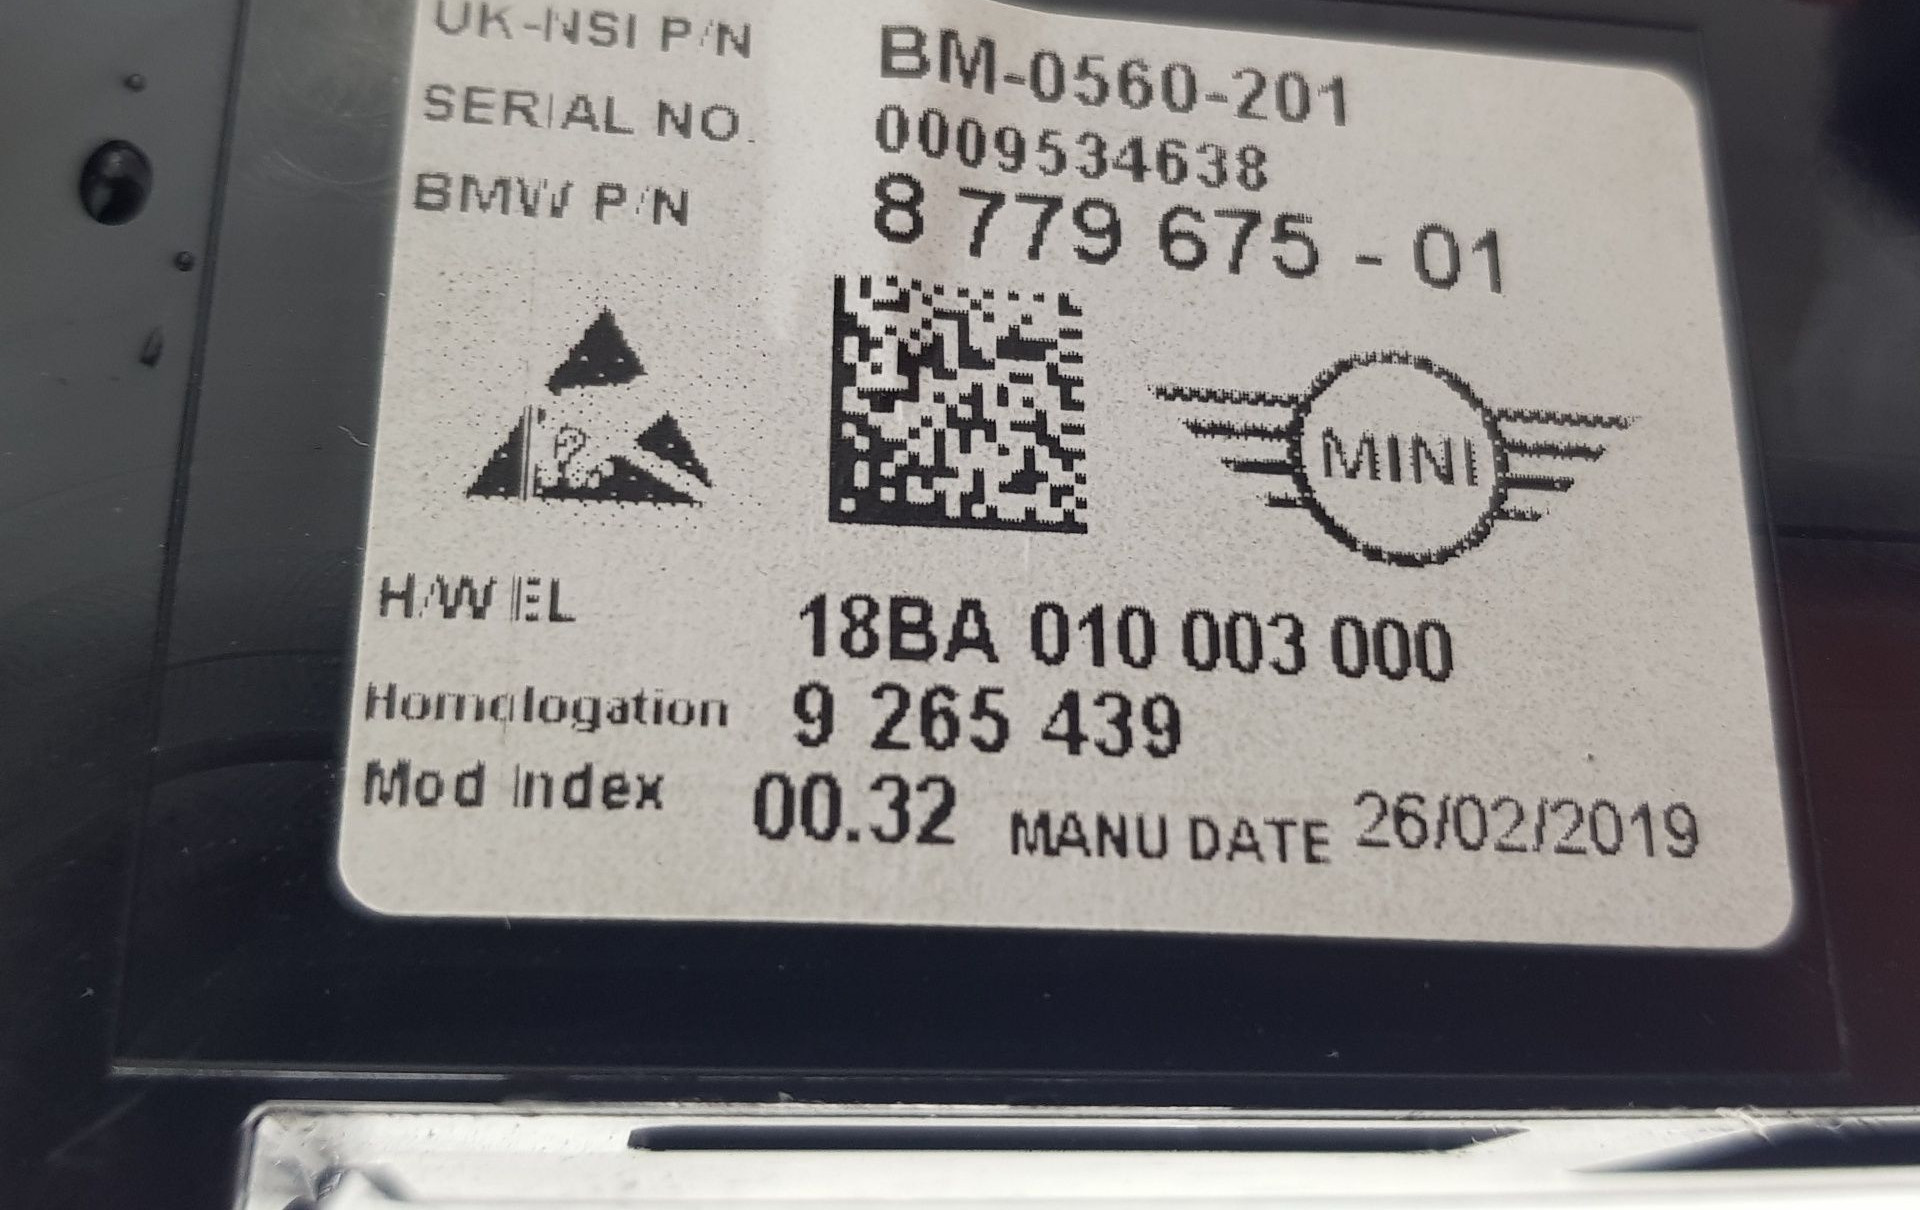 UK-NSI P/N BM-0560-201
SERIAL NO. 0009534638
BMW P/N 8 779 675 - 01
MINI
H/W EL 18BA 010 003 000
Homologation 9 265 439
Mod Index 00.32 MANU DATE 26/02/2019